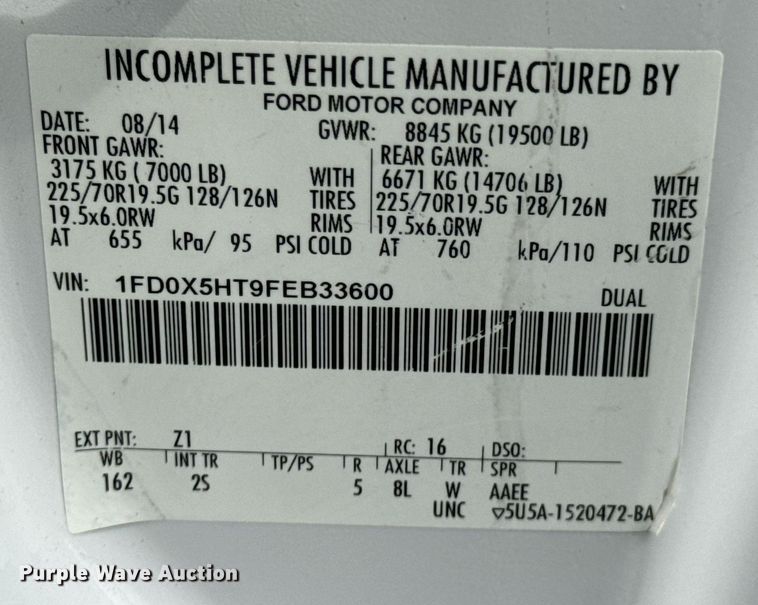 INCOMPLETE VEHICLE MANUFACTURED BY
FORD MOTOR COMPANY
DATE: 08/14 GVWR: 8845 KG (19500 LB)
FRONT GAWR: REAR GAWR:
3175 KG ( 7000 LB) WITH 6671 KG (14706 LB) WITH
225/70R19.5G 128/126N TIRES 225/70R19.5G 128/126N TIRES
19.5x6.0RW RIMS 19.5x6.0RW RIMS
AT 655 kPa/ 95 PSI COLD AT 760 kPa/110 PSI COLD
VIN: 1FD0X5HT9FEB33600 DUAL
EXT PNT: Z1 RC: 16 DSO:
WB INT TR TP/PS R AXLE TR SPR
162 2S 5 8L W AAEE
UNC ▽5U5A-1520472-BA
Purple Wave Auction